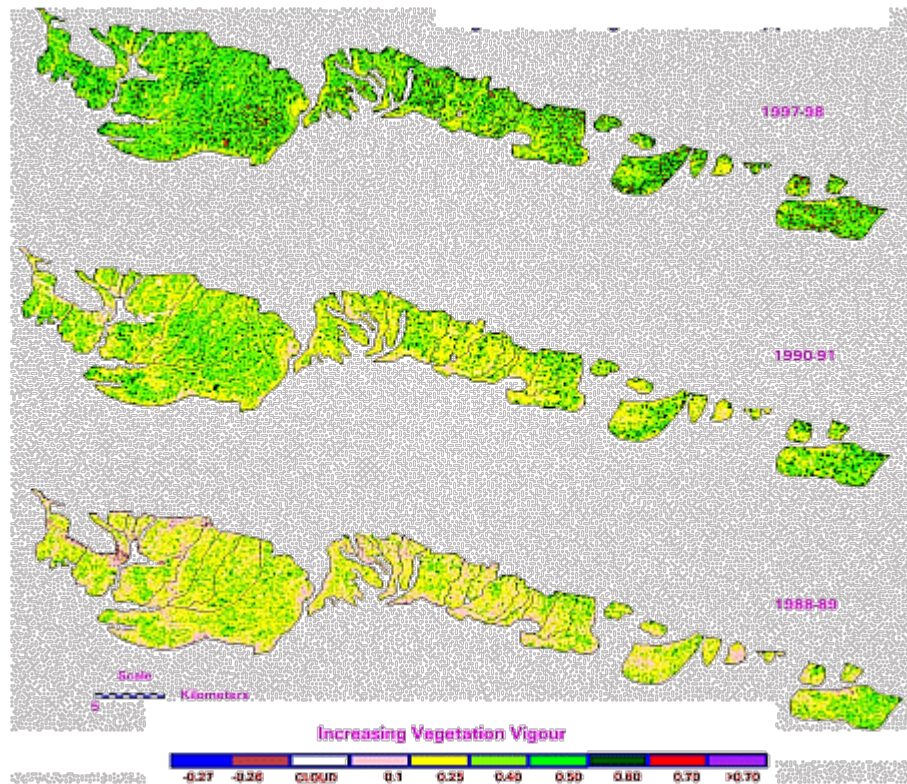 1997-98
1990-91
1988-89
Scale
Kilometers
5
Increasing Vegetation Vigour
-0.27 -0.26 CLOUD 0.1 0.25 0.40 0.50 0.60 0.70 >0.70